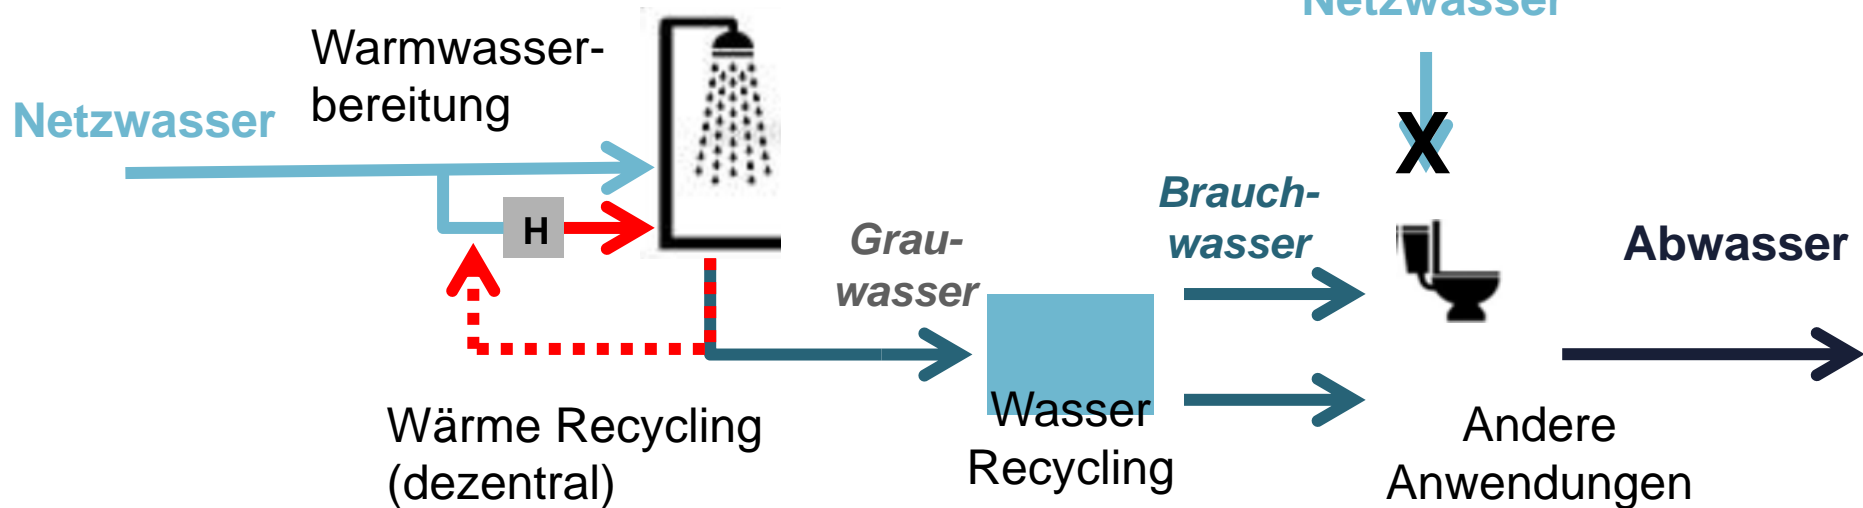 Netzwasser
Warmwasser-
bereitung
Netzwasser
H
X
Grau-
wasser
Brauch-
wasser
Abwasser
Wärme Recycling
(dezentral)
Wasser
Recycling
Andere
Anwendungen